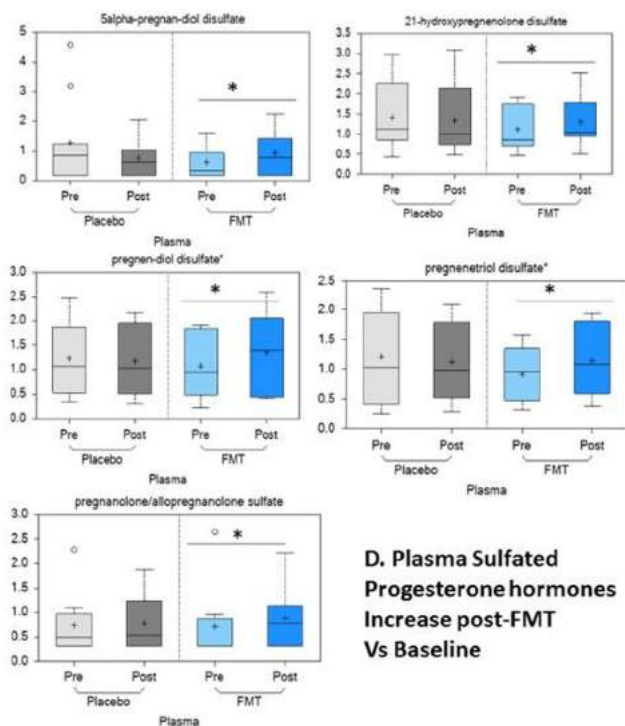 5alpha-pregnan-diol disulfate
5
4
3
2
1
0
*
Pre Post Pre Post
Placebo FMT
Plasma
21-hydroxypregnenolone Sulfate
3.5
3.0
2.5
2.0
1.5
1.0
0.5
0.0
*
Pre Post Pre Post
Placebo FMT
Plasma
pregnen-diol disulfate*
3.0
2.5
2.0
1.5
1.0
0.5
0.0
*
Pre Post Pre Post
Placebo FMT
Plasma
pregnenetriol disulfate*
2.5
2.0
1.5
1.0
0.5
0.0
*
Pre Post Pre Post
Placebo FMT
Plasma
pregnanolone/allopregnanolone sulfate
3.0
2.5
2.0
1.5
1.0
0.5
0.0
*
Pre Post Pre Post
Placebo FMT
Plasma
D. Plasma Sulfated
Progesterone hormones
Increase post-FMT
Vs Baseline